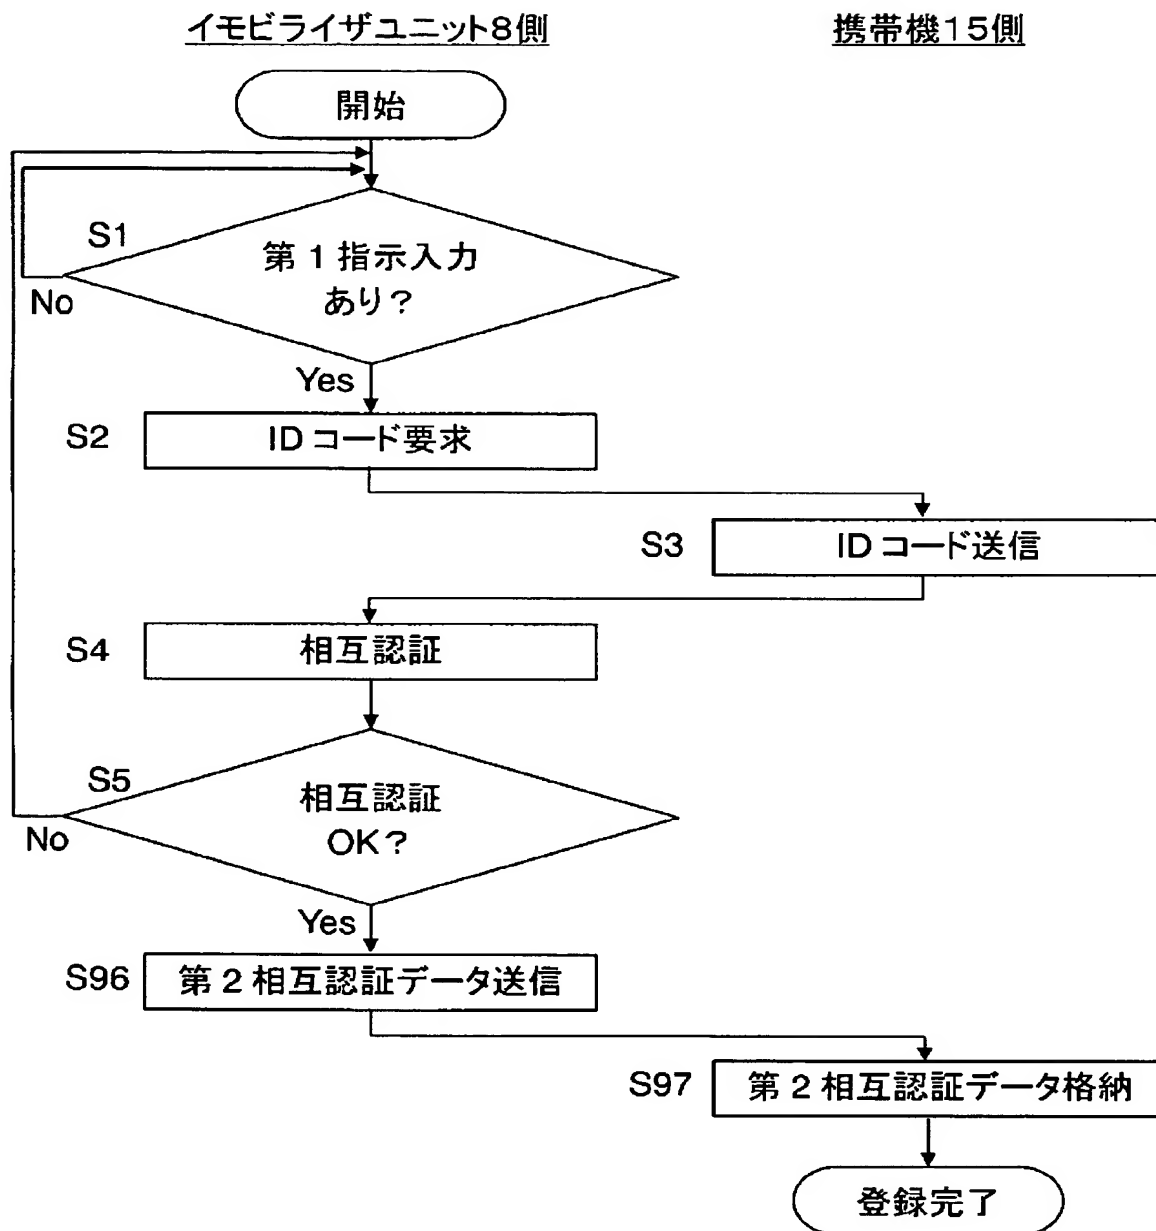 イモビライザユニット8側
携帯機15側
開始
S1
第1指示入力
あり?
No
Yes
S2
IDコード要求
S3
IDコード送信
S4
相互認証
S5
相互認証
OK?
No
Yes
S96
第2相互認証データ送信
S97
第2相互認証データ格納
登録完了